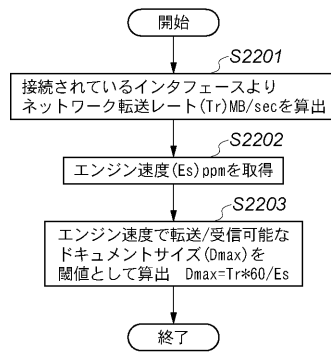 開始
S2201
接続されているインタフェースより
ネットワーク転送レート(Tr)MB/secを算出
S2202
エンジン速度(Es)ppmを取得
S2203
エンジン速度で転送/受信可能な
ドキュメントサイズ(Dmax)を
閾値として算出 Dmax=Tr*60/Es
終了